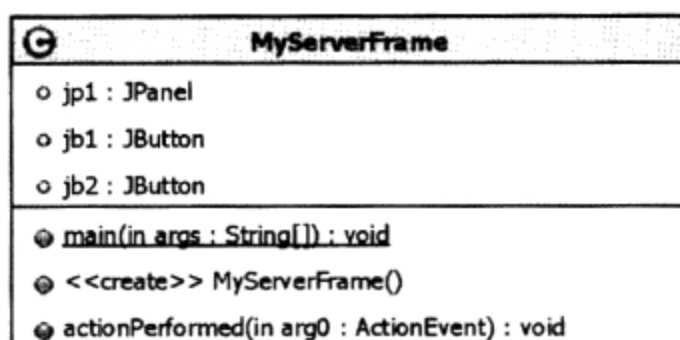 MyServerFrame
jp1 : JPanel
jb1 : JButton
jb2 : JButton
main(in args : String[]) : void
<<create>> MyServerFrame()
actionPerformed(in arg0 : ActionEvent) : void